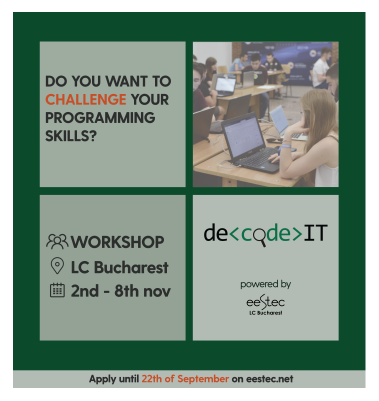 DO YOU WANT TO
CHALLENGE YOUR
PROGRAMMING
SKILLS?
WORKSHOP
LC Bucharest
2nd - 8th nov
de<code>IT
powered by
eeStec
LC Bucharest
Apply until 22th of September on eestec.net